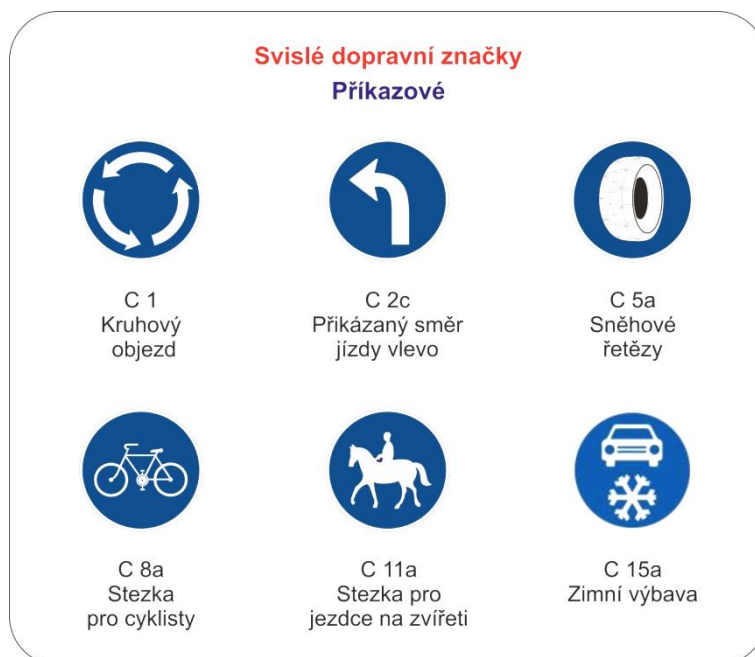 Svislé dopravní značky
Příkazové
C 1
Kruhový
objezd
C 2c
Přikázaný směr
jízdy vlevo
C 5a
Sněhové
řetězy
C 8a
Stezka
pro cyklisty
C 11a
Stezka pro
jezdce na zvířeti
C 15a
Zimní výbava